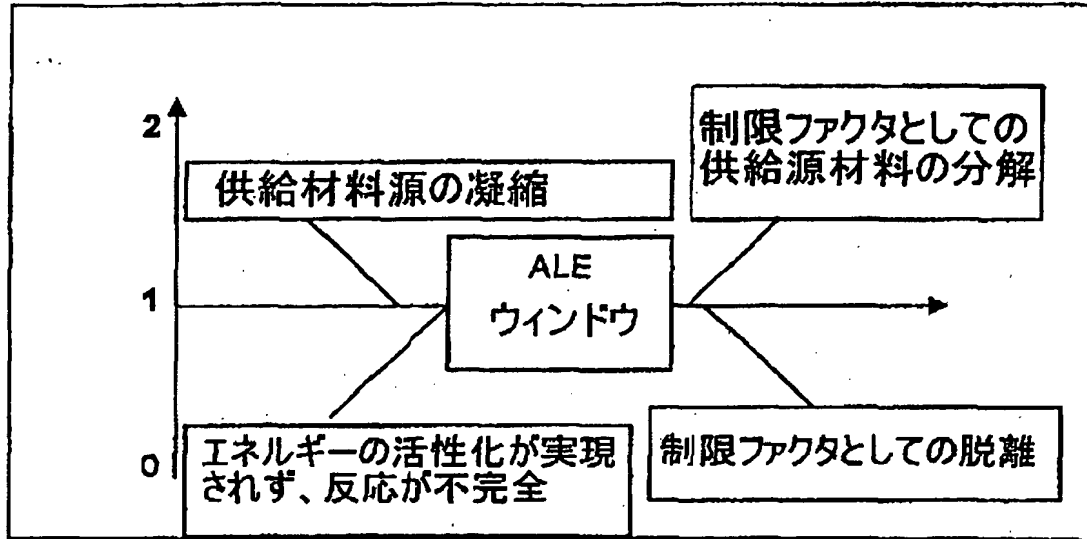 2
制限ファクタとしての
供給源材料の分解
供給材料源の凝縮
ALE
ウィンドウ
1
エネルギーの活性化が実現
されず、反応が不完全
制限ファクタとしての脱離
0